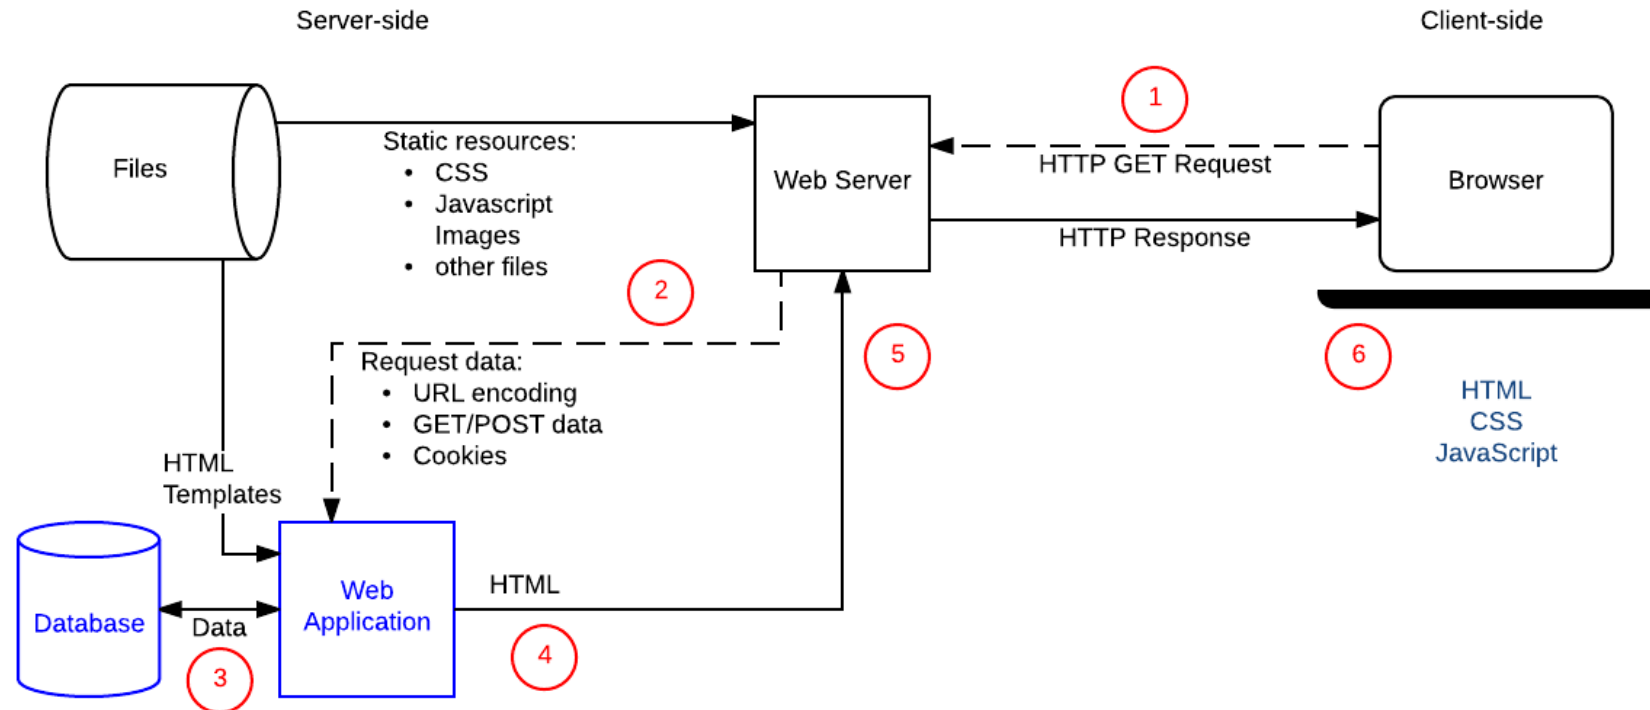 Server-side
Client-side
1
Files
Static resources:
• CSS
• Javascript
Images
• other files
Web Server
HTTP GET Request
HTTP Response
Browser
2
Request data:
• URL encoding
• GET/POST data
• Cookies
5
6
HTML
CSS
JavaScript
HTML
Templates
Database
Data
3
Web
Application
HTML
4